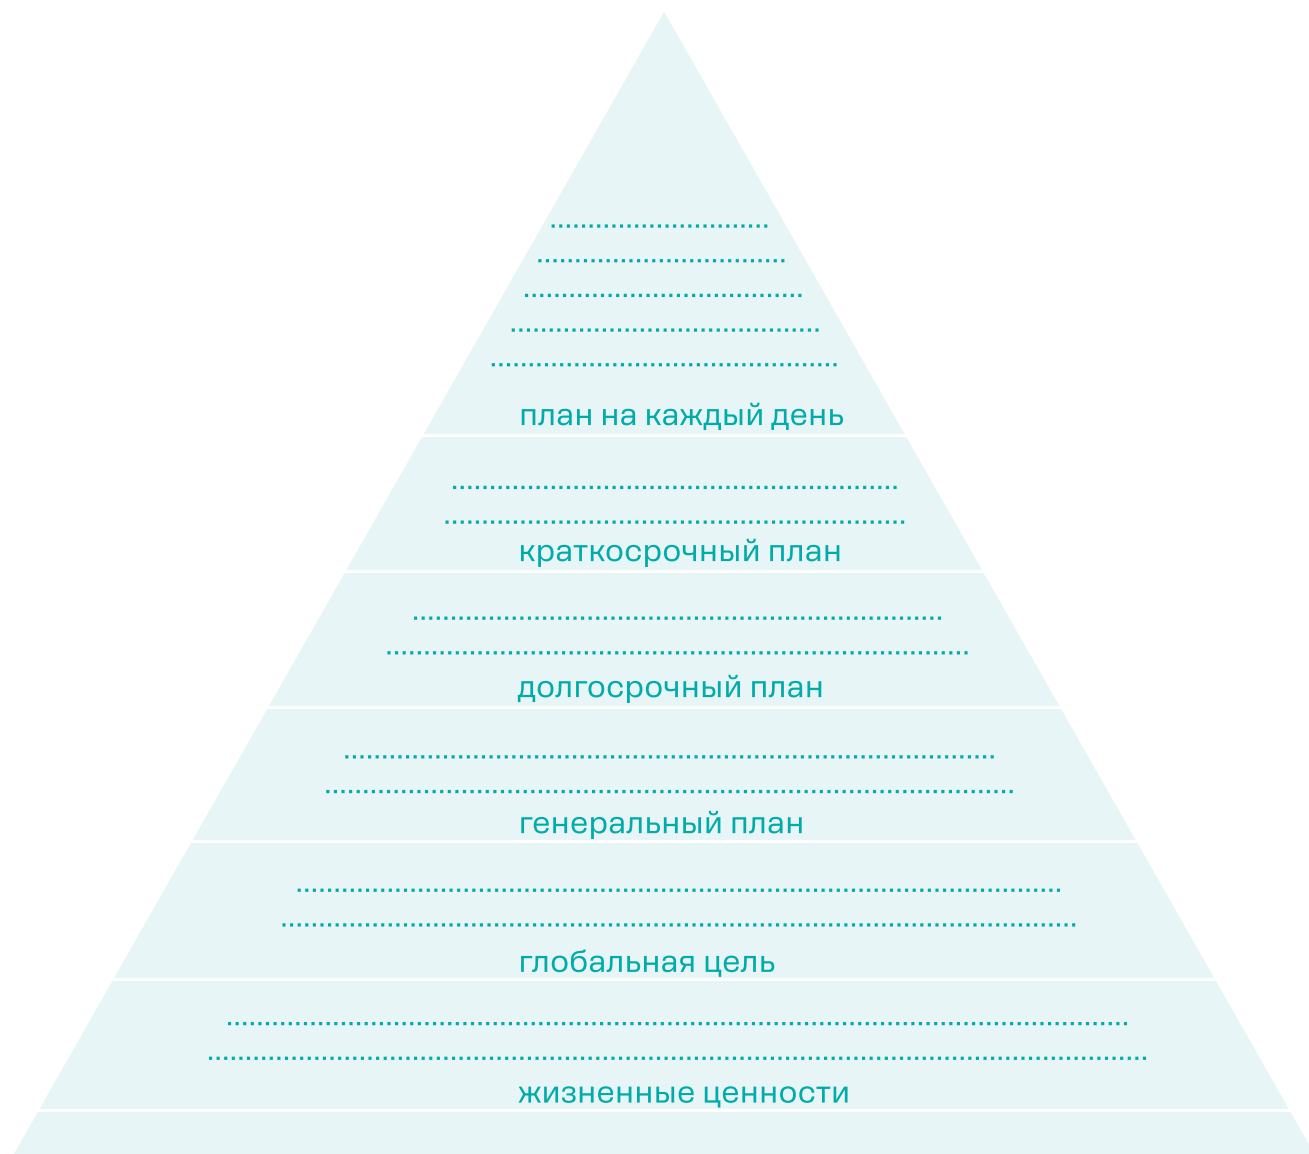 план на каждый день
краткосрочный план
долгосрочный план
генеральный план
глобальная цель
жизненные ценности